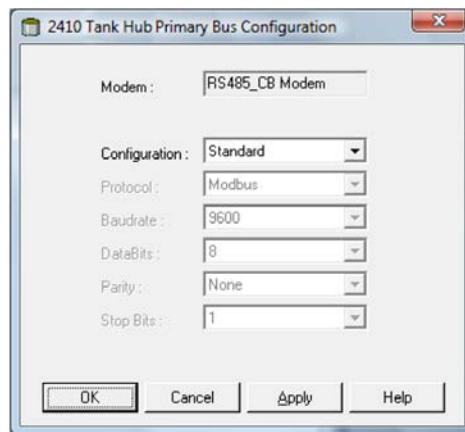 2410 Tank Hub Primary Bus Configuration
Modem : RS485_CB Modem
Configuration : Standard
Protocol : Modbus
Baudrate : 9600
DataBits : 8
Parity : None
Stop Bits : 1
OK Cancel Apply Help